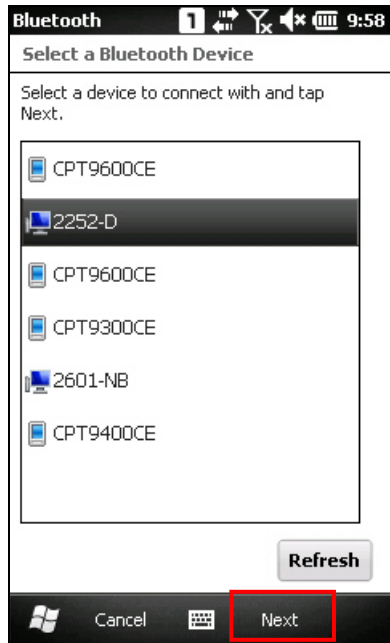 Bluetooth 1 9:58
Select a Bluetooth Device
Select a device to connect with and tap
Next.
CPT9600CE
2252-D
CPT9600CE
CPT9300CE
2601-NB
CPT9400CE
Refresh
Cancel Next